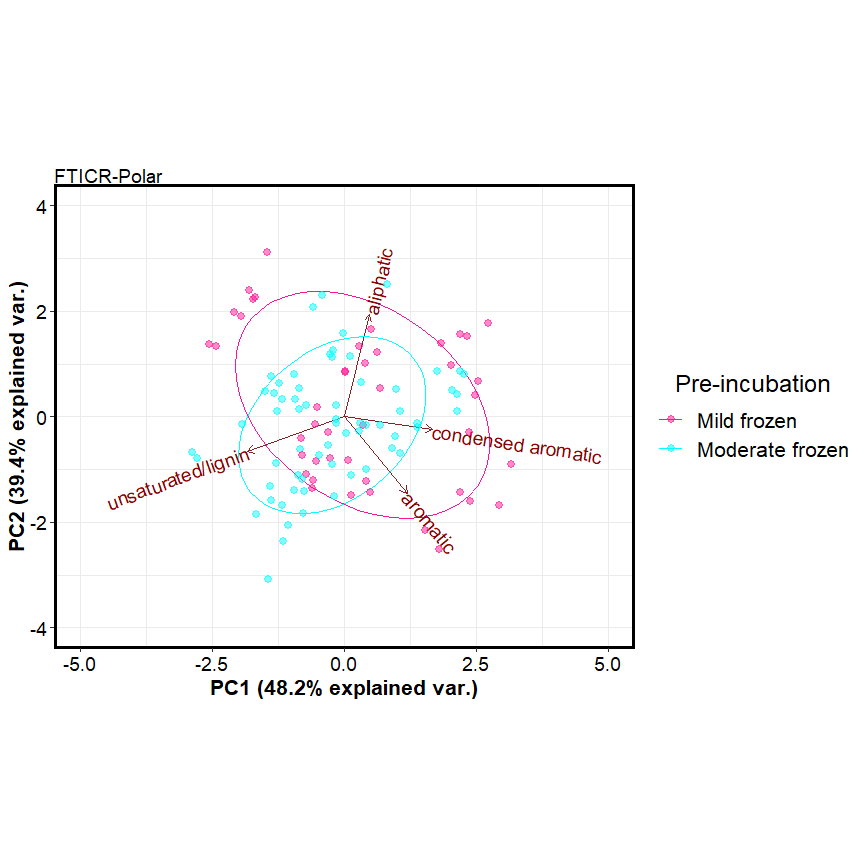 FTICR-Polar
4
2
0
-2
-4
PC2 (39.4% explained var.)
aliphatic
condensed aromatic
unsaturated/lignin
aromatic
-5.0 -2.5 0.0 2.5 5.0
PC1 (48.2% explained var.)
Pre-incubation
Mild frozen
Moderate frozen